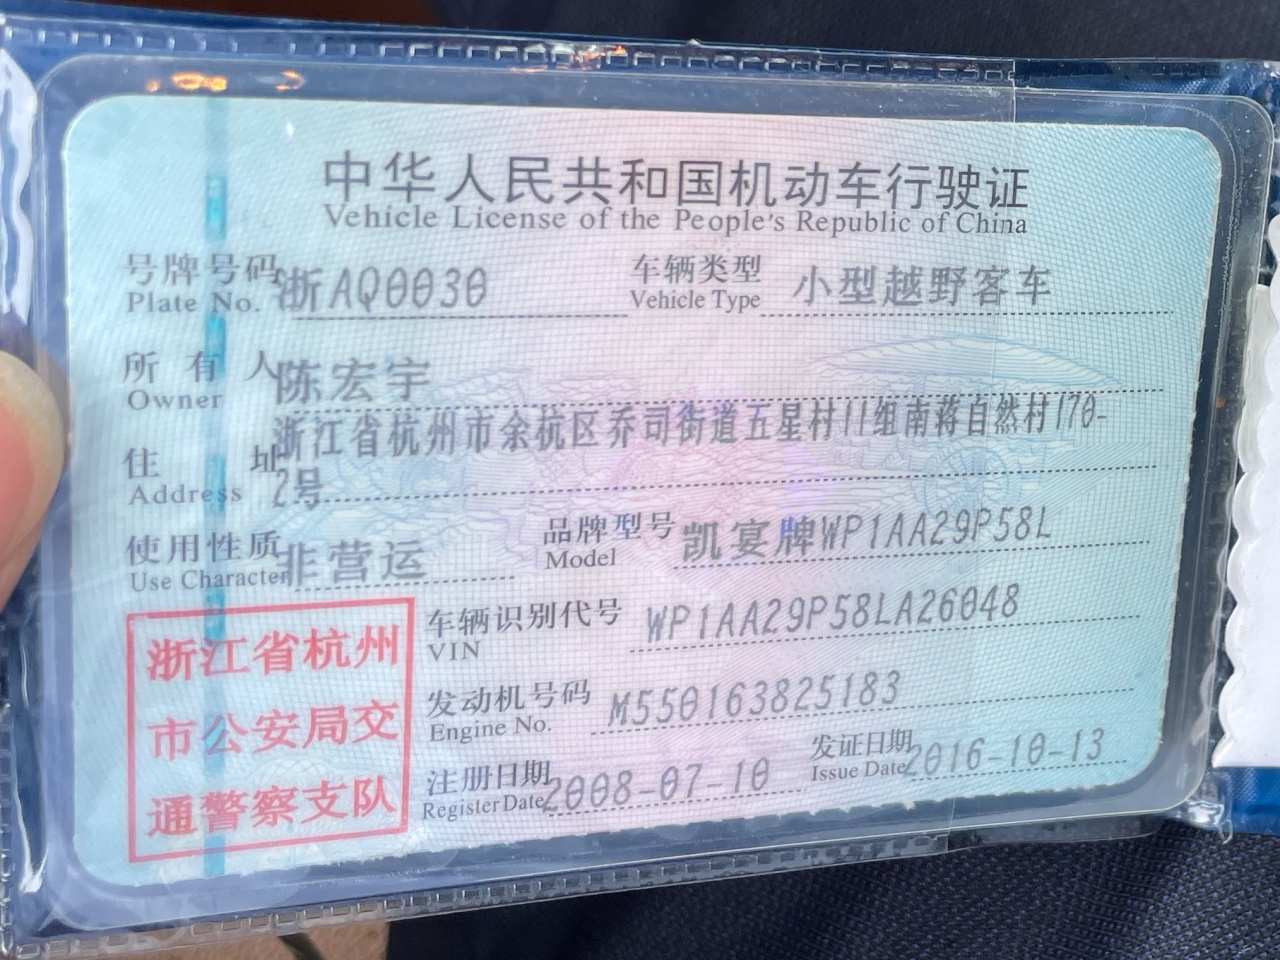 中华人民共和国机动车行驶证
Vehicle License of the People's Republic of China
号牌号码 浙AQ0030 车辆类型 小型越野客车
Plate No. Vehicle Type
所有人 陈宏宇
Owner
住址 浙江省杭州市余杭区乔司街道五星村11组南蒋自然村170-
Address 2号
使用性质 非营运 品牌型号 凯宴牌WP1AA29P58L
Use Character Model
车辆识别代号 WP1AA29P58LA26048
VIN
发动机号码 M550163825183
Engine No.
注册日期 2008-07-10 发证日期 2016-10-13
Register Date Issue Date
浙江省杭州
市公安局交
通警察支队